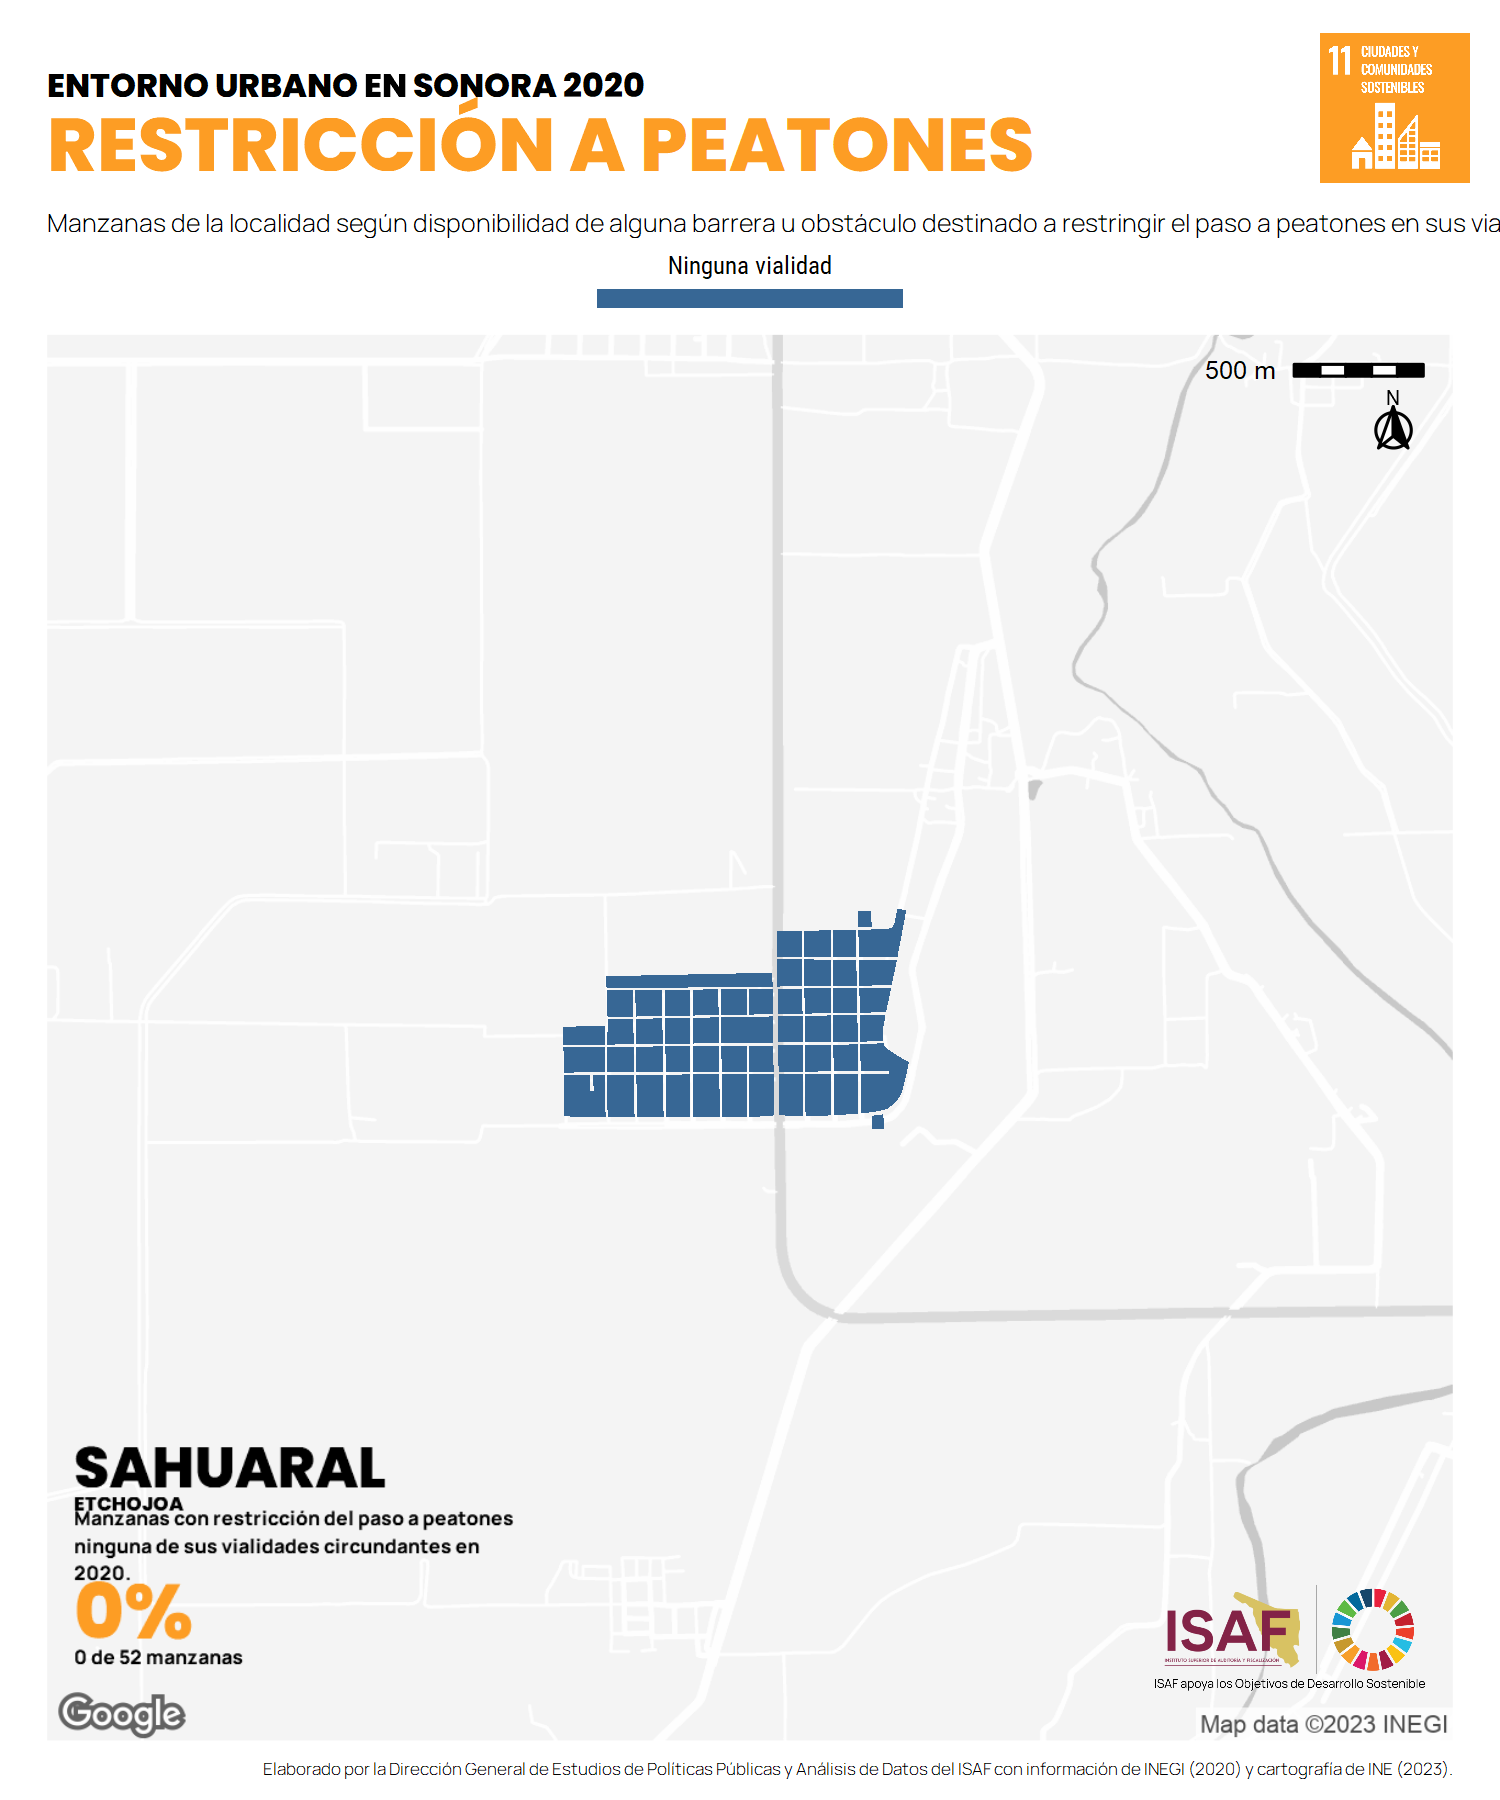 ENTORNO URBANO EN SONORA 2020
RESTRICCIÓN A PEATONES
11 CIUDADES Y
COMUNIDADES
SOSTENIBLES
Manzanas de la localidad según disponibilidad de alguna barrera u obstáculo destinado a restringir el paso a peatones en sus via
Ninguna vialidad
500 m
N
SAHUARAL
ETCHOJOA
Manzanas con restricción del paso a peatones
ninguna de sus vialidades circundantes en
2020.
0%
0 de 52 manzanas
ISAF
INSTITUTO SUPERIOR DE AUDITORÍA Y FISCALIZACIÓN
ISAF apoya los Objetivos de Desarrollo Sostenible
Google
Map data ©2023 INEGI
Elaborado por la Dirección General de Estudios de Políticas Públicas y Análisis de Datos del ISAF con información de INEGI (2020) y cartografía de INE (2023).